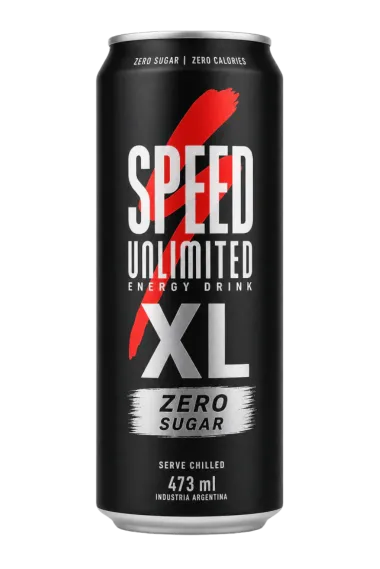 ZERO SUGAR | ZERO CALORIES
SPEED
UNLIMITED
ENERGY DRINK
XL
ZERO
SUGAR
SERVE CHILLED
473 ml
INDUSTRIA ARGENTINA